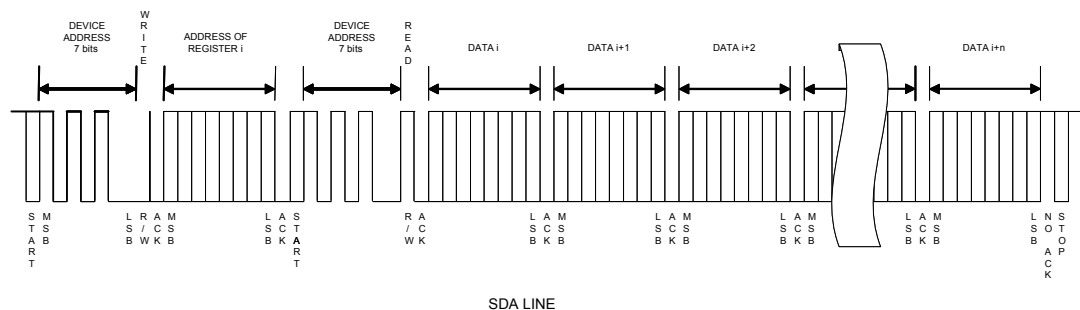 DEVICE
ADDRESS
7 bits
WRITE
ADDRESS OF
REGISTER i
DEVICE
ADDRESS
7 bits
READ
DATA i
DATA i+1
DATA i+2
DATA i+n
START
MSB
LSB
R/W
ACK
MSB
LSB
ACK
START
R/W
ACK
LSB
ACK
MSB
LSB
ACK
MSB
LSB
ACK
MSB
LSB
ACK
MSB
LSB
NO ACK
STOP
SDA LINE